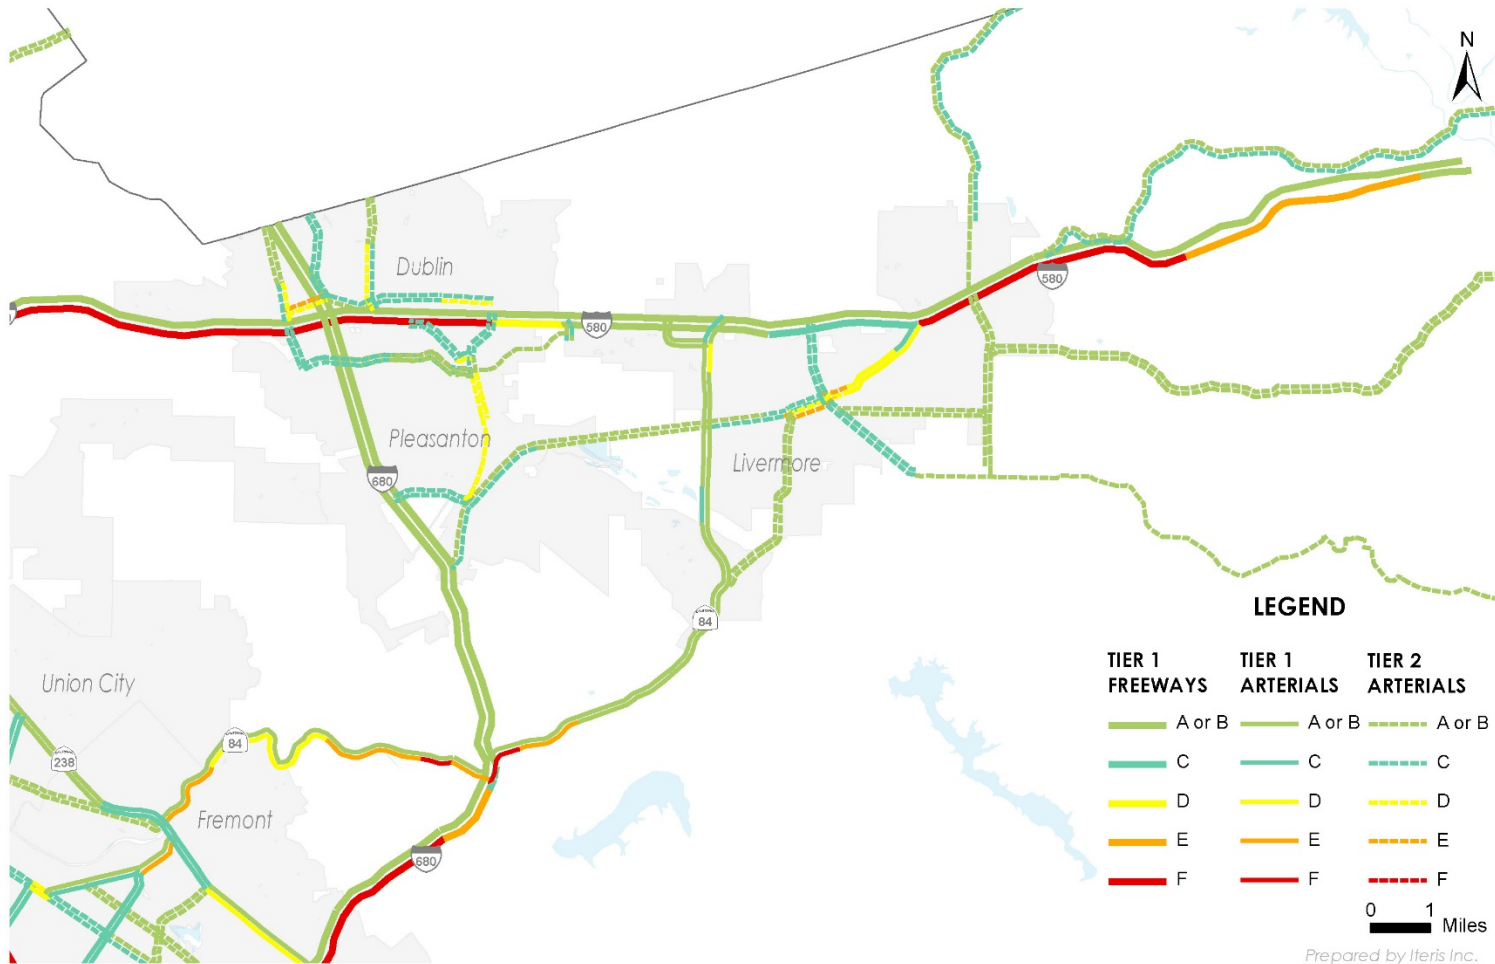 N
Dublin
580
580
Pleasanton
Livermore
680
84
Union City
84
238
Fremont
680
LEGEND
TIER 1 FREEWAYS
TIER 1 ARTERIALS
TIER 2 ARTERIALS
A or B A or B A or B
C C C
D D D
E E E
F F F
0 1
Miles
Prepared by Iteris Inc.